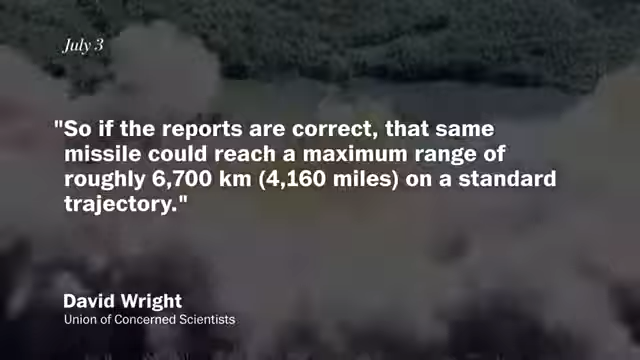 July 3
"So if the reports are correct, that same
missile could reach a maximum range of
roughly 6,700 km (4,160 miles) on a standard
trajectory."
David Wright
Union of Concerned Scientists